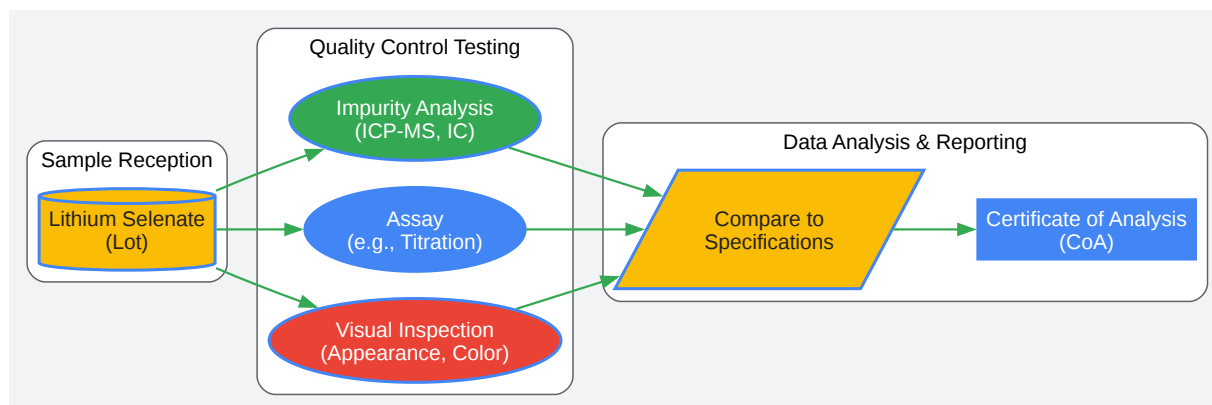 Sample Reception
Lithium Selenate
(Lot)
Quality Control Testing
Impurity Analysis
(ICP-MS, IC)
Assay
(e.g., Titration)
Visual Inspection
(Appearance, Color)
Data Analysis & Reporting
Compare to
Specifications
Certificate of Analysis
(CoA)